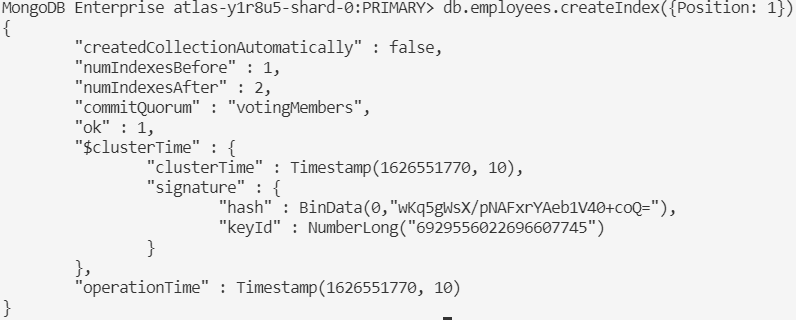 MongoDB Enterprise atlas-y1r8u5-shard-0:PRIMARY> db.employees.createIndex({Position: 1})
{
        "createdCollectionAutomatically" : false,
        "numIndexesBefore" : 1,
        "numIndexesAfter" : 2,
        "commitQuorum" : "votingMembers",
        "ok" : 1,
        "$clusterTime" : {
                "clusterTime" : Timestamp(1626551770, 10),
                "signature" : {
                        "hash" : BinData(0,"wKq5gWsX/pNAFxrYAeb1V40+coQ="),
                        "keyId" : NumberLong("6929556022696607745")
                }
        },
        "operationTime" : Timestamp(1626551770, 10)
}